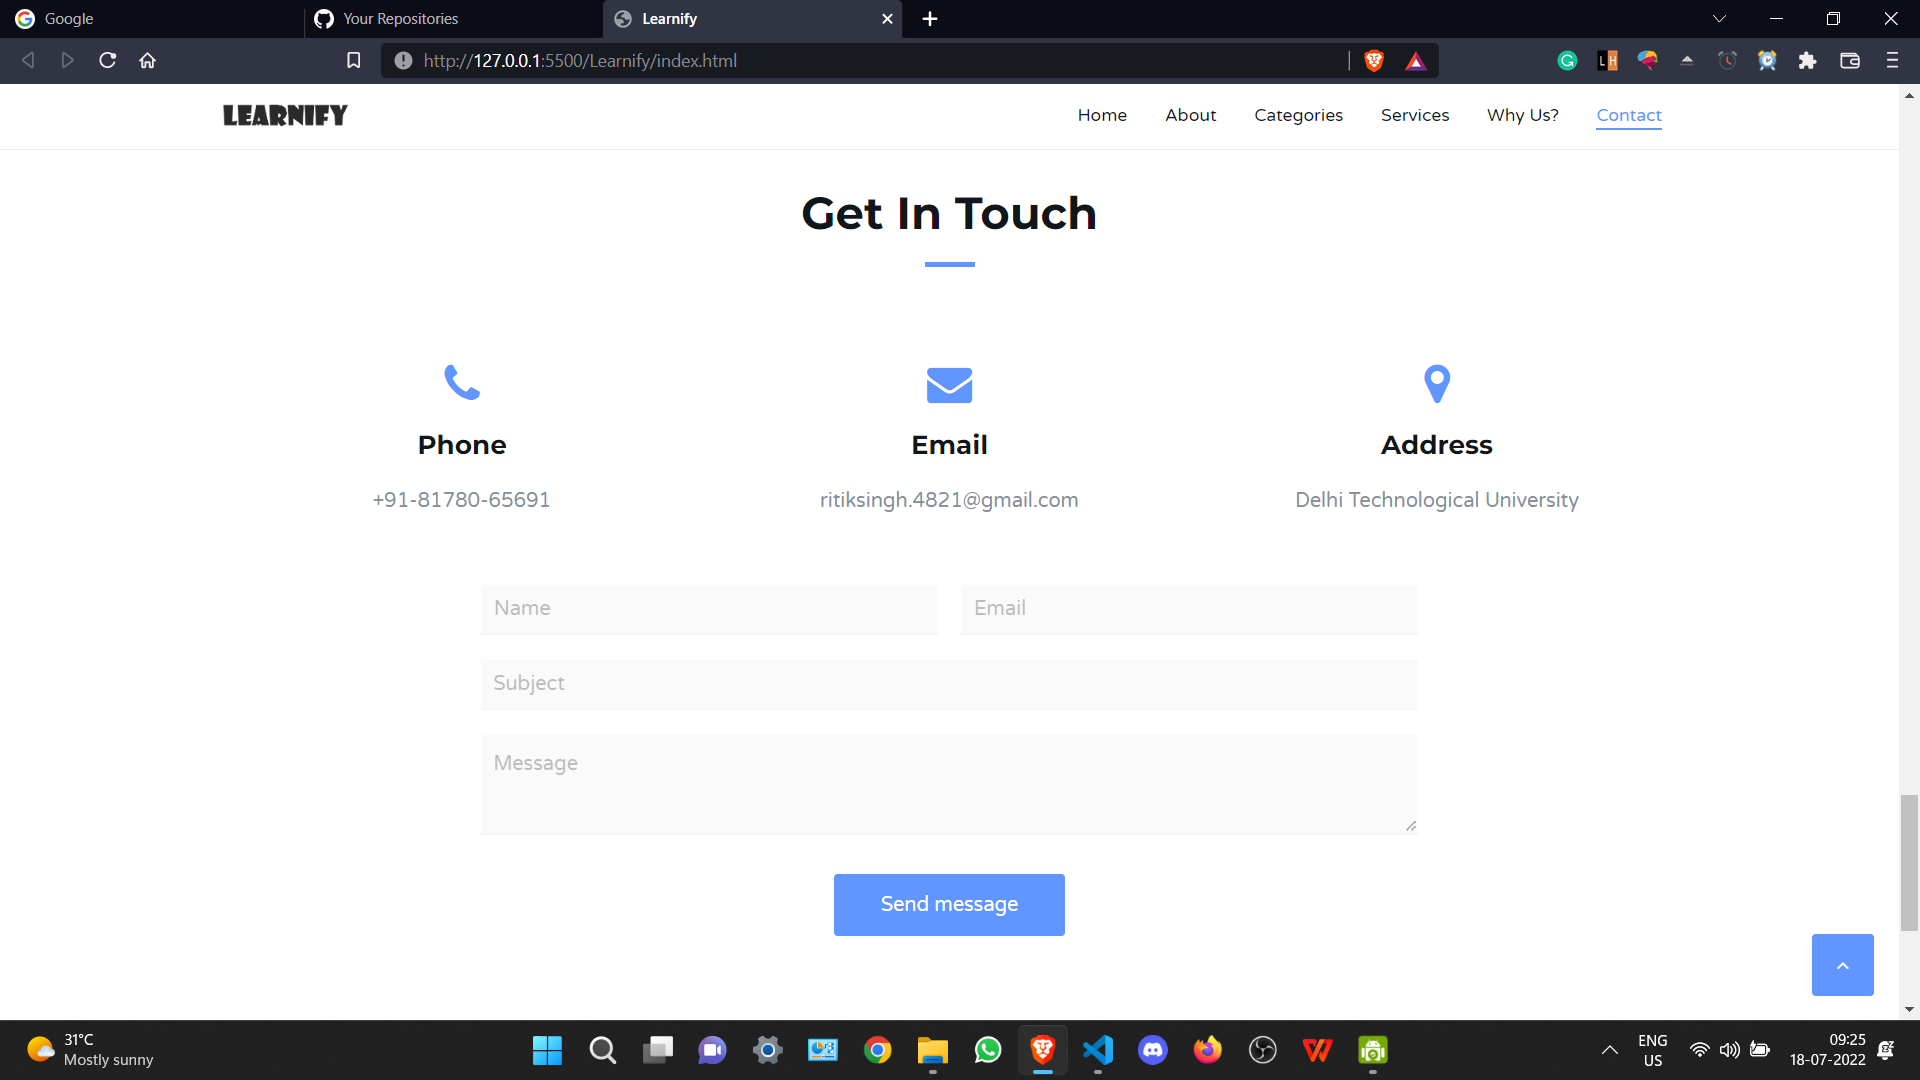 Google
Your Repositories
Learnify
http://127.0.0.1:5500/Learnify/index.html
LH
LEARNIFY
Home
About
Categories
Services
Why Us?
Contact
Get In Touch
Phone
Email
Address
+91-81780-65691
ritiksingh.4821@gmail.com
Delhi Technological University
Name
Email
Subject
Message
Send message
31°C
Mostly sunny
ENG
US
09:25
18-07-2022